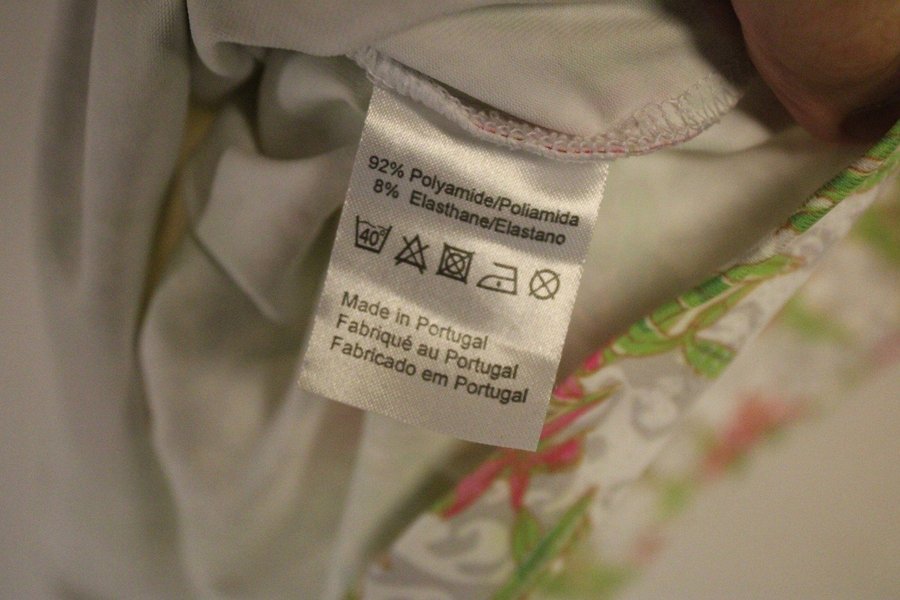 92% Polyamide/Poliamida
8% Elasthane/Elastano
40°
Made in Portugal
Fabriqué au Portugal
Fabricado em Portugal